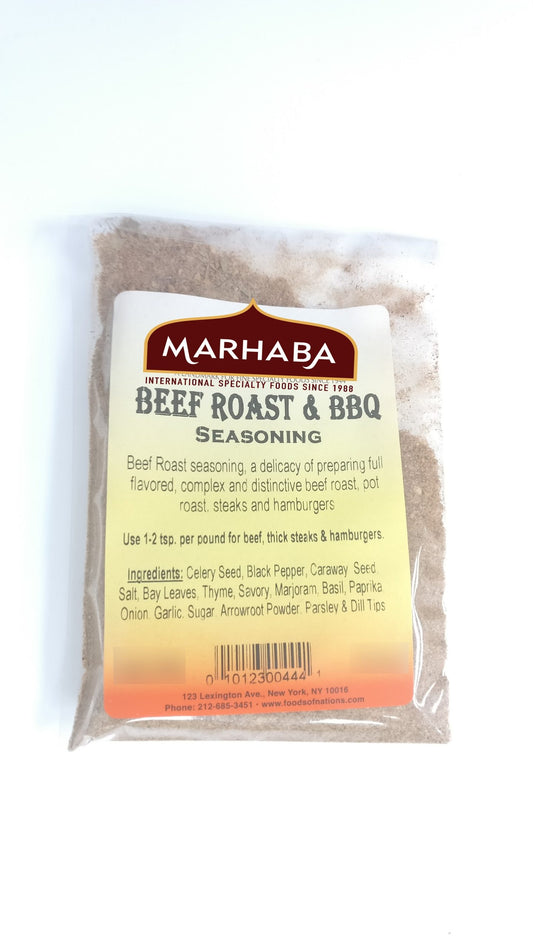 MARHABA
INTERNATIONAL SPECIALTY FOODS SINCE 1988
BEEF ROAST & BBQ
SEASONING
Beef Roast seasoning, a delicacy of preparing full
flavored, complex and distinctive beef roast, pot
roast, steaks and hamburgers
Use 1-2 tsp. per pound for beef, thick steaks & hamburgers.
Ingredients: Celery Seed, Black Pepper, Caraway Seed,
Salt, Bay Leaves, Thyme, Savory, Marjoram, Basil, Paprika
Onion, Garlic, Sugar, Arrowroot Powder, Parsley & Dill Tips
0 1012300444 1
123 Lexington Ave., New York, NY 10016
Phone: 212-685-3451 • www.foodsofnations.com